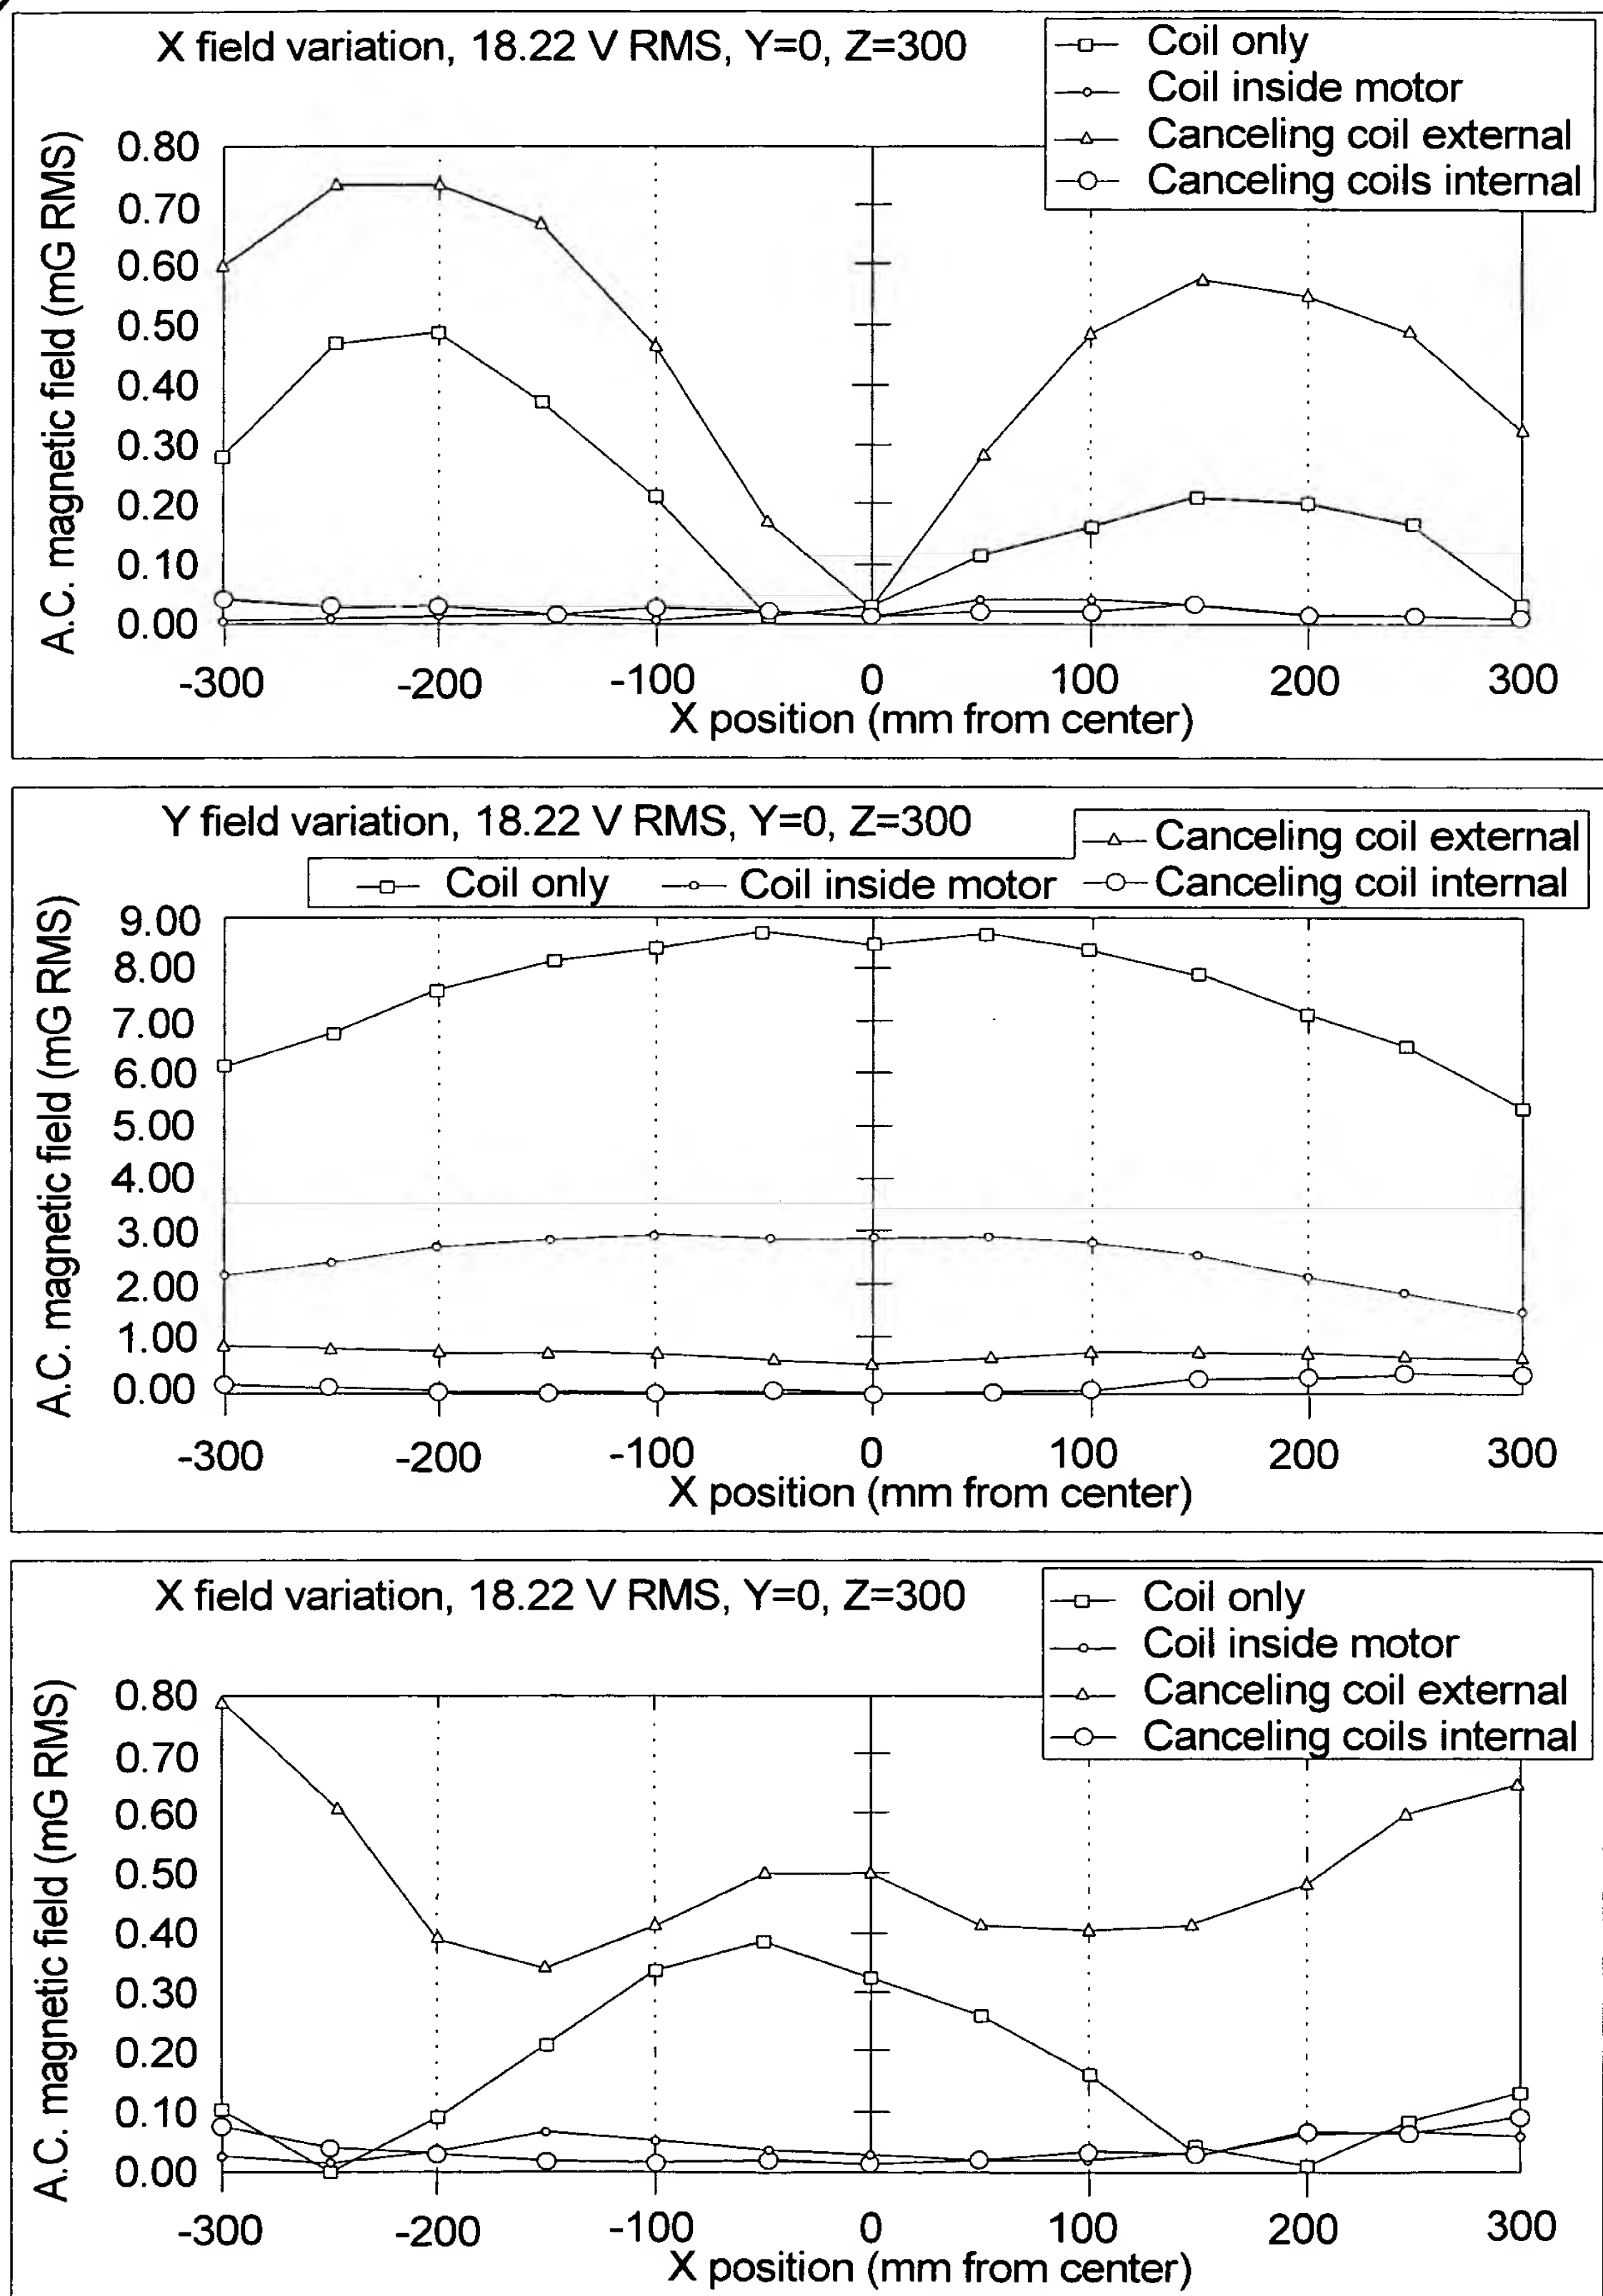 X field variation, 18.22 V RMS, Y=0, Z=300
Coil only
Coil inside motor
Canceling coil external
Canceling coils internal
A.C. magnetic field (mG RMS)
0.80
0.70
0.60
0.50
0.40
0.30
0.20
0.10
0.00
-300 -200 -100 0 100 200 300
X position (mm from center)
Y field variation, 18.22 V RMS, Y=0, Z=300
Canceling coil external
Coil only Coil inside motor Canceling coil internal
A.C. magnetic field (mG RMS)
9.00
8.00
7.00
6.00
5.00
4.00
3.00
2.00
1.00
0.00
-300 -200 -100 0 100 200 300
X position (mm from center)
X field variation, 18.22 V RMS, Y=0, Z=300
Coil only
Coil inside motor
Canceling coil external
Canceling coils internal
A.C. magnetic field (mG RMS)
0.80
0.70
0.60
0.50
0.40
0.30
0.20
0.10
0.00
-300 -200 -100 0 100 200 300
X position (mm from center)